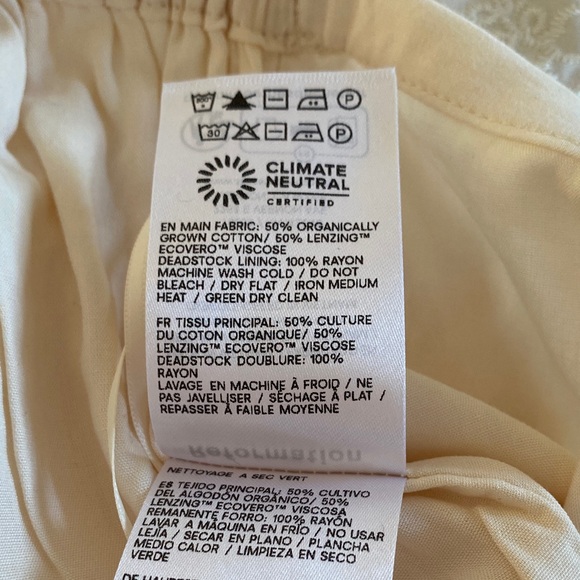 P
30 P
CLIMATE
NEUTRAL
CERTIFIED
EN MAIN FABRIC: 50% ORGANICALLY
GROWN COTTON/ 50% LENZING™
ECOVERO™ VISCOSE
DEADSTOCK LINING: 100% RAYON
MACHINE WASH COLD / DO NOT
BLEACH / DRY FLAT / IRON MEDIUM
HEAT / GREEN DRY CLEAN
FR TISSU PRINCIPAL: 50% CULTURE
DU COTON ORGANIQUE/ 50%
LENZING™ ECOVERO™ VISCOSE
DEADSTOCK DOUBLURE: 100%
RAYON
LAVAGE EN MACHINE À FROID / NE
PAS JAVELLISER / SÈCHAGE À PLAT /
REPASSER À FAIBLE MOYENNE
Reformation
NETTOYAGE A SEC VERT
ES TEJIDO PRINCIPAL: 50% CULTIVO
DEL ALGODÓN ORGÁNICO/ 50%
LENZING™ ECOVERO™ VISCOSA
REMANENTE FORRO: 100% RAYÓN
LAVAR A MÁQUINA EN FRÍO / NO USAR
LEJÍA / SECAR EN PLANO / PLANCHA
MEDIO CALOR / LIMPIEZA EN SECO
VERDE